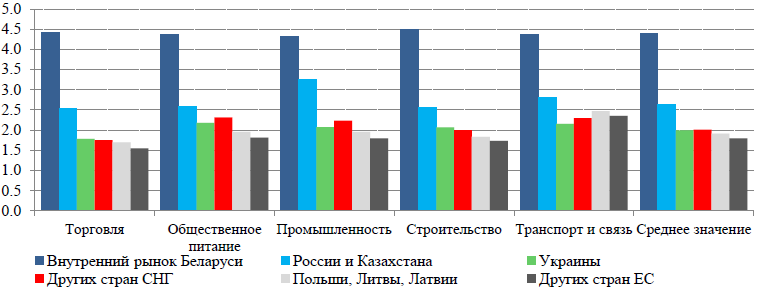 5.0
4.5
4.0
3.5
3.0
2.5
2.0
1.5
1.0
0.5
0.0
Торговля
Общественное
питание
Промышленность
Строительство
Транспорт и связь
Среднее значение
Внутренний рынок Беларуси
России и Казахстана
Украины
Других стран СНГ
Польши, Литвы, Латвии
Других стран ЕС